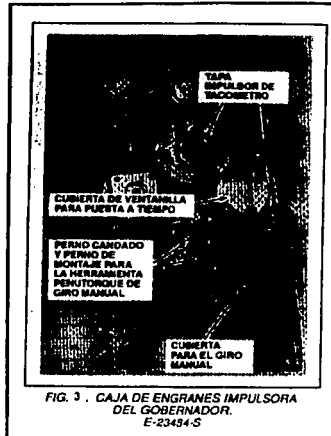 TAPA
IMPULSOR DE
TACOMETRO
CUBIERTA DE VENTANILLA
PARA PUESTA A TIEMPO
PERNO CANDADO
Y PERNO DE
MONTAJE PARA
LA HERRAMIENTA
PENUTORQUE DE
GIRO MANUAL
CUBIERTA
PARA EL GIRO
MANUAL
FIG. 3 . CAJA DE ENGRANES IMPULSORA
DEL GOBERNADOR.
E-23484-S